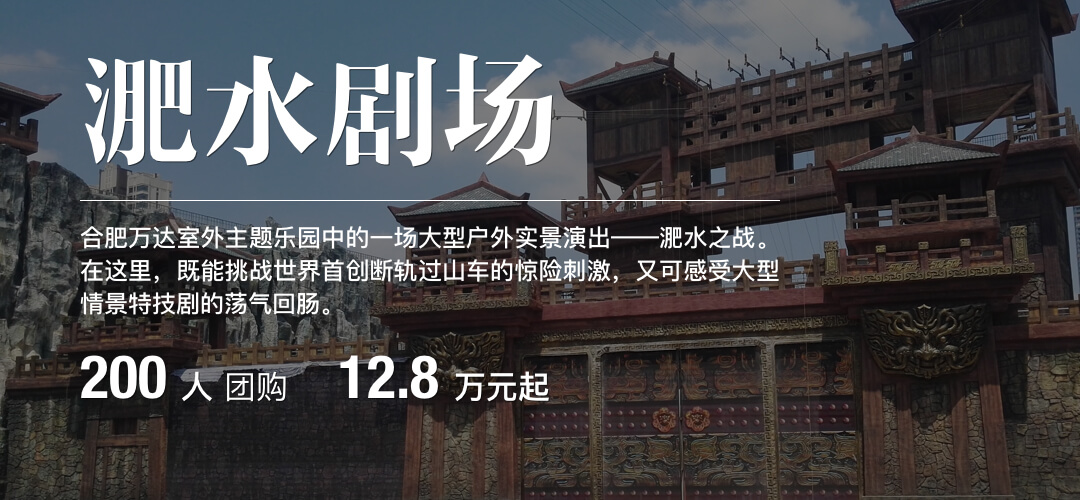 淝水剧场
合肥万达室外主题乐园中的一场大型户外实景演出——淝水之战。
在这里，既能挑战世界首创断轨过山车的惊险刺激，又可感受大型
情景特技剧的荡气回肠。
200 人 团购 12.8 万元起